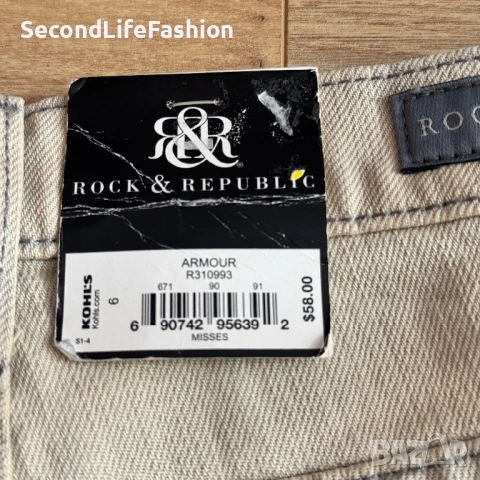 SecondLifeFashion
R&R
ROCK & REPUBLIC
ROC
ARMOUR
R310993
671 90 91
6 90742 95639 2
MISSES
$58.00
6
KOHL'S
Kohls.com
S1-4
BAZAR